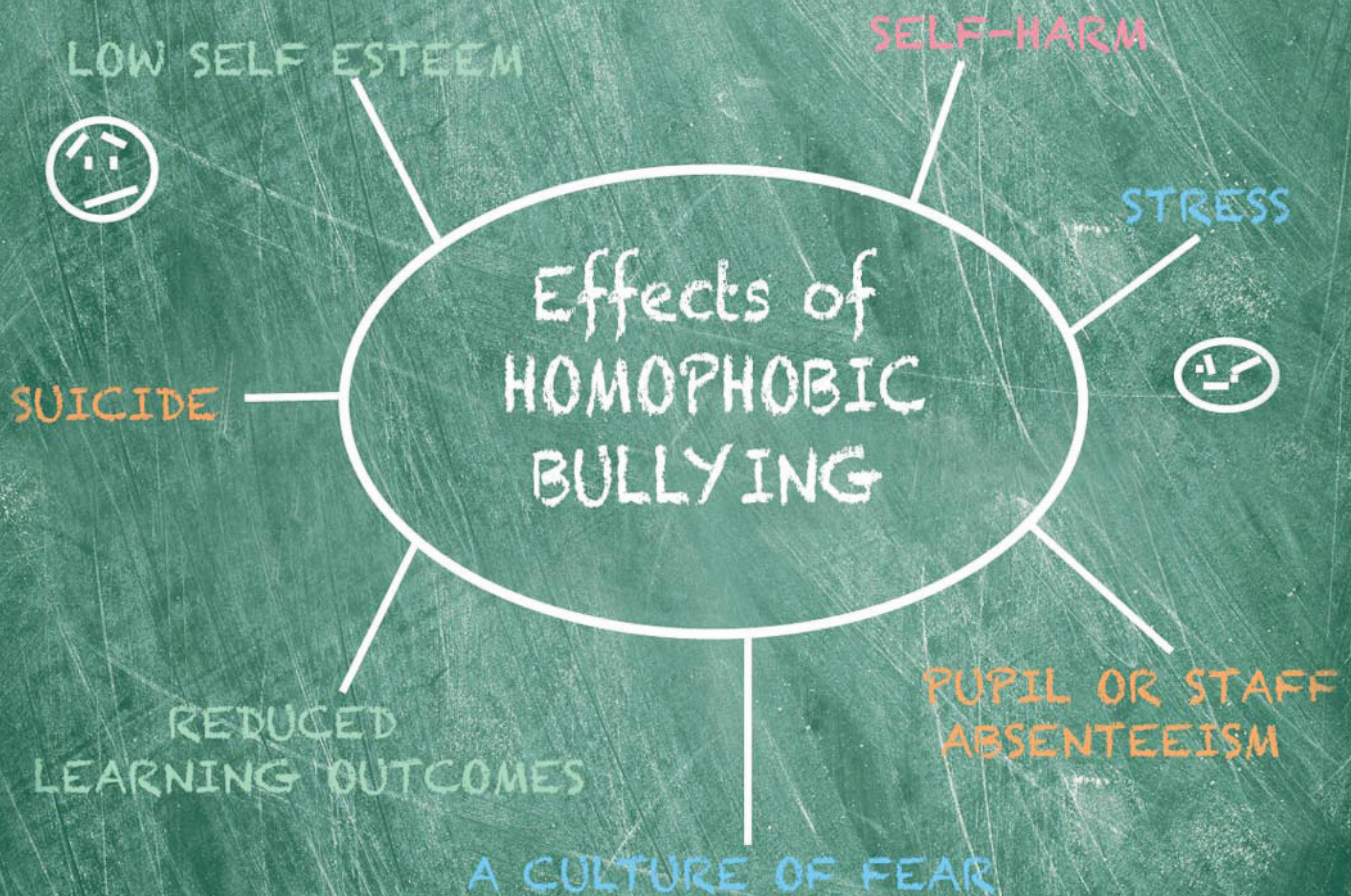 LOW SELF ESTEEM
SELF-HARM
STRESS
Effects of
HOMOPHOBIC
BULLYING
SUICIDE
PUPIL OR STAFF
ABSENTEEISM
REDUCED
LEARNING OUTCOMES
A CULTURE OF FEAR